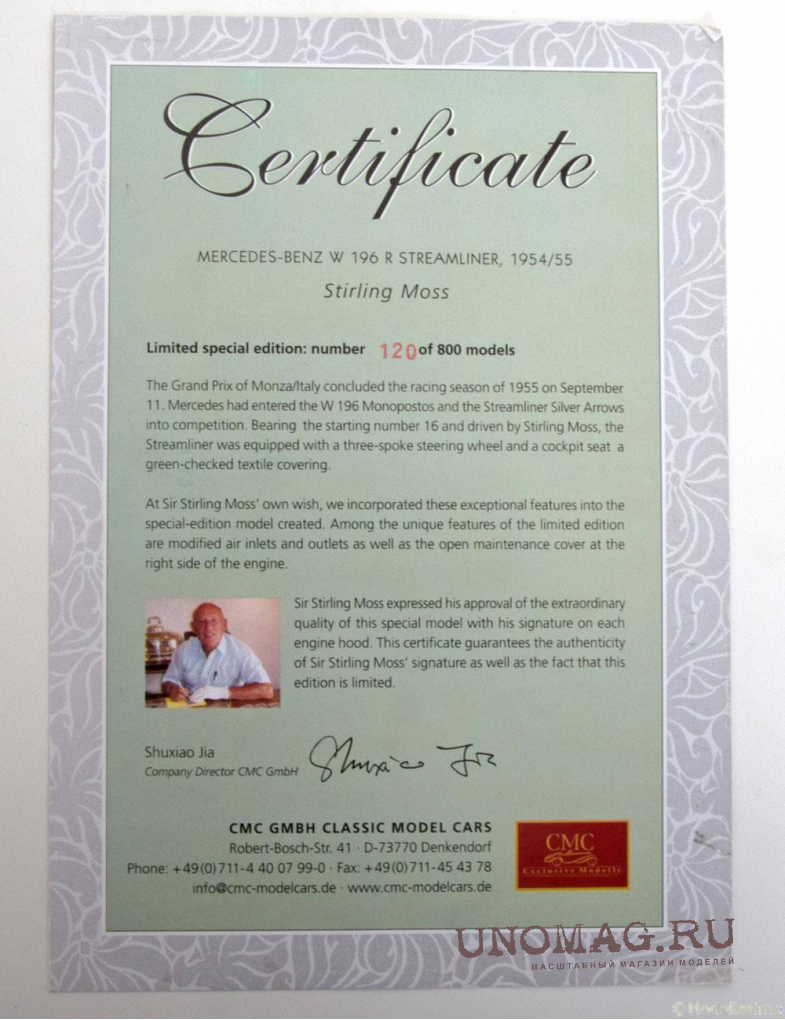 Certificate
MERCEDES-BENZ W 196 R STREAMLINER, 1954/55
Stirling Moss
Limited special edition: number 120 of 800 models
The Grand Prix of Monza/Italy concluded the racing season of 1955 on September
11. Mercedes had entered the W 196 Monopostos and the Streamliner Silver Arrows
into competition. Bearing the starting number 16 and driven by Stirling Moss, the
Streamliner was equipped with a three-spoke steering wheel and a cockpit seat a
green-checked textile covering.
At Sir Stirling Moss' own wish, we incorporated these exceptional features into the
special-edition model created. Among the unique features of the limited edition
are modified air inlets and outlets as well as the open maintenance cover at the
right side of the engine.
Sir Stirling Moss expressed his approval of the extraordinary
quality of this special model with his signature on each
engine hood. This certificate guarantees the authenticity
of Sir Stirling Moss' signature as well as the fact that this
edition is limited.
Shuxiao Jia
Company Director CMC GmbH
Shuxiao Jia
CMC GMBH CLASSIC MODEL CARS
Robert-Bosch-Str. 41 · D-73770 Denkendorf
Phone: +49(0)711-4 40 07 99-0 · Fax: +49(0)711-45 43 78
info@cmc-modelcars.de · www.cmc-modelcars.de
CMC
Exclusive Modelle
UNOMAG.RU
МАСШТАБНЫЙ МАГАЗИН МОДЕЛЕЙ